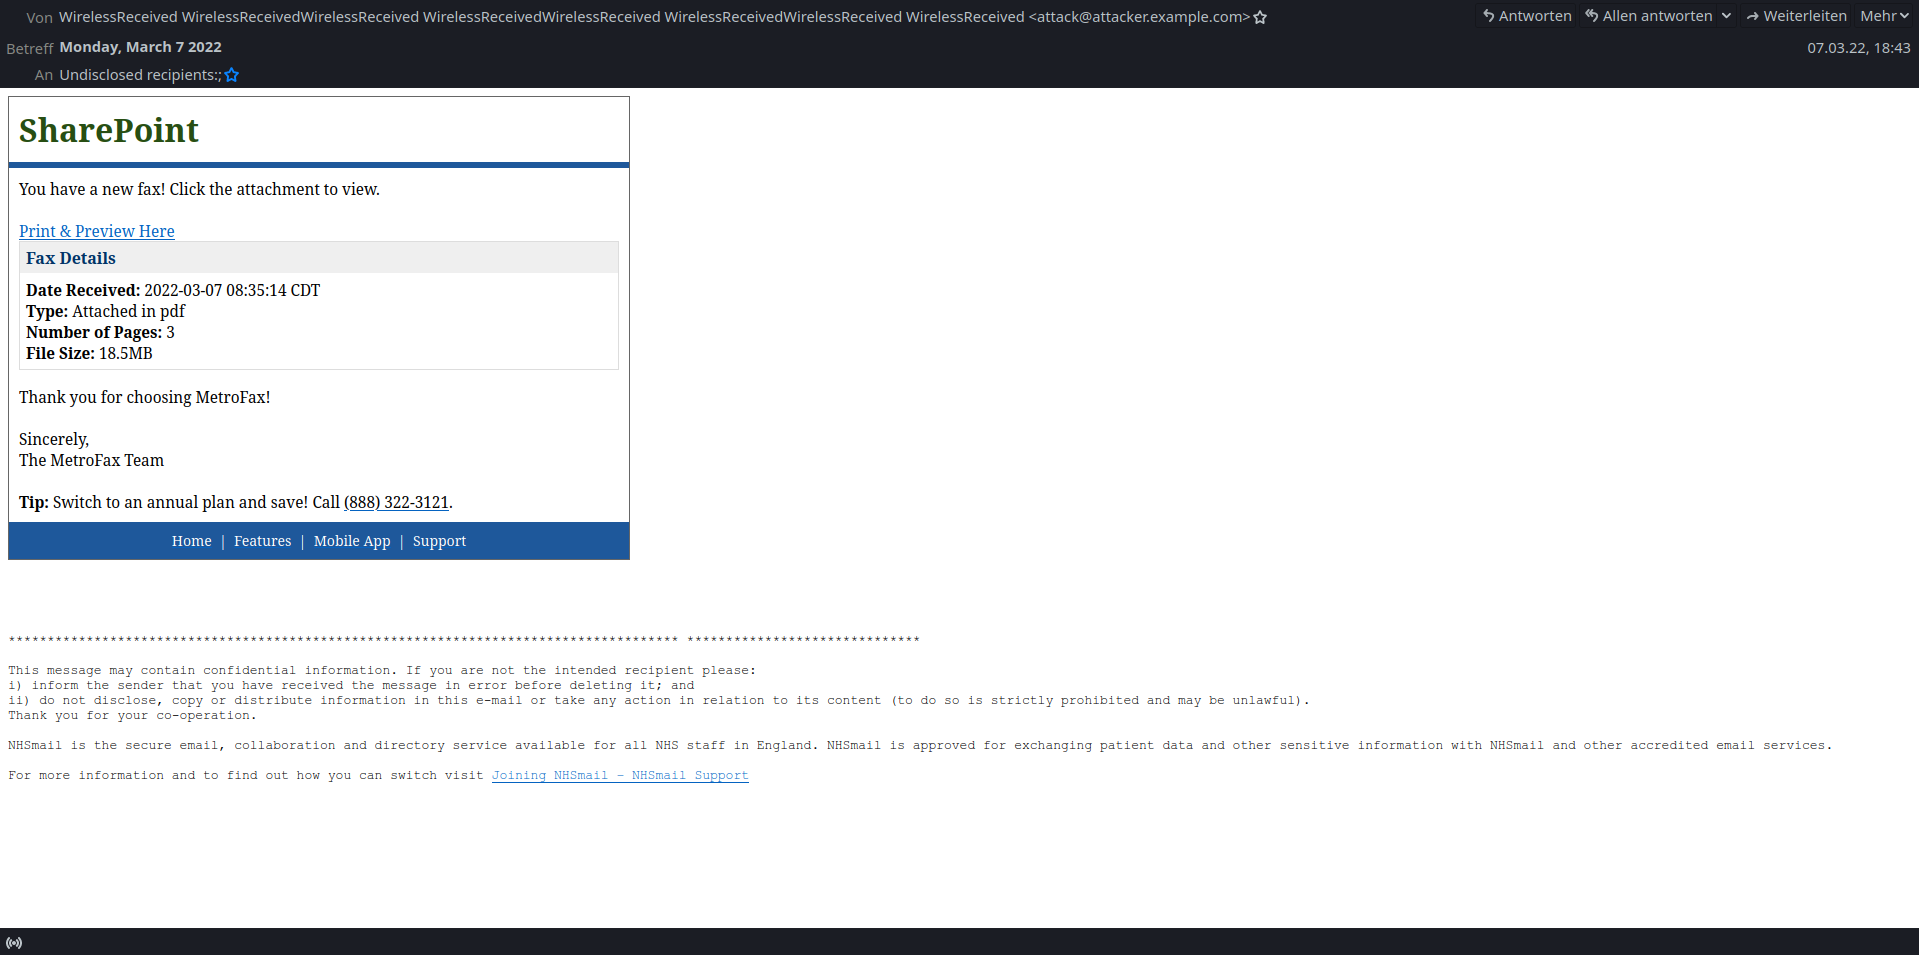 Von WirelessReceived WirelessReceivedWirelessReceived WirelessReceivedWirelessReceived WirelessReceivedWirelessReceived WirelessReceived <attack@attacker.example.com> Antworten Allen antworten Weiterleiten Mehr
Betreff Monday, March 7 2022 07.03.22, 18:43
An Undisclosed recipients:;
SharePoint
You have a new fax! Click the attachment to view.
Print & Preview Here
Fax Details
Date Received: 2022-03-07 08:35:14 CDT
Type: Attached in pdf
Number of Pages: 3
File Size: 18.5MB
Thank you for choosing MetroFax!
Sincerely,
The MetroFax Team
Tip: Switch to an annual plan and save! Call (888) 322-3121.
Home | Features | Mobile App | Support
************************************************************************************** ******************************
This message may contain confidential information. If you are not the intended recipient please:
i) inform the sender that you have received the message in error before deleting it; and
ii) do not disclose, copy or distribute information in this e-mail or take any action in relation to its content (to do so is strictly prohibited and may be unlawful).
Thank you for your co-operation.
NHSmail is the secure email, collaboration and directory service available for all NHS staff in England. NHSmail is approved for exchanging patient data and other sensitive information with NHSmail and other accredited email services.
For more information and to find out how you can switch visit Joining NHSmail – NHSmail Support